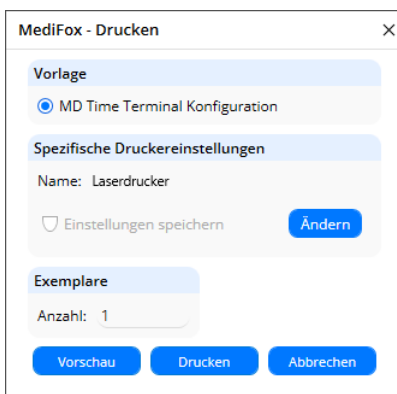 MediFox - Drucken
Vorlage
MD Time Terminal Konfiguration
Spezifische Druckereinstellungen
Name: Laserdrucker
Einstellungen speichern Ändern
Exemplare
Anzahl: 1
Vorschau Drucken Abbrechen